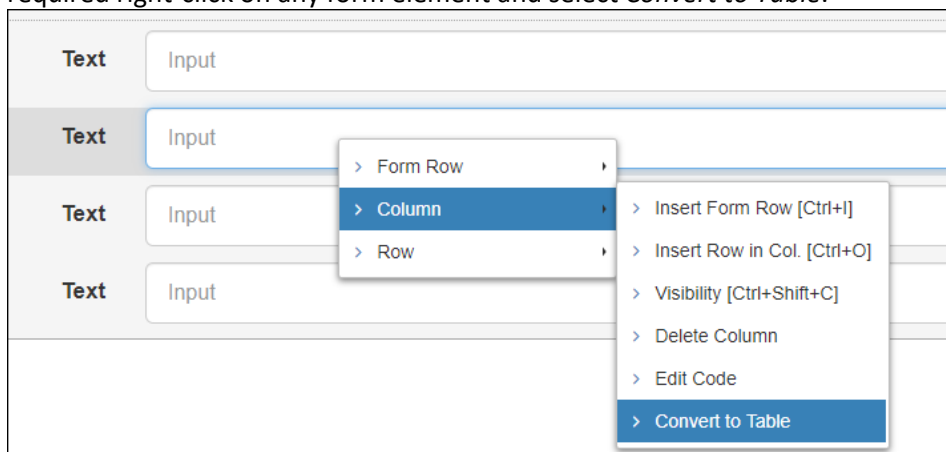 required right-click on any form element and select Convert to Table.
Text Input
Text Input
Text Input
Text Input
> Form Row
> Column
> Row
> Insert Form Row [Ctrl+I]
> Insert Row in Col. [Ctrl+O]
> Visibility [Ctrl+Shift+C]
> Delete Column
> Edit Code
> Convert to Table